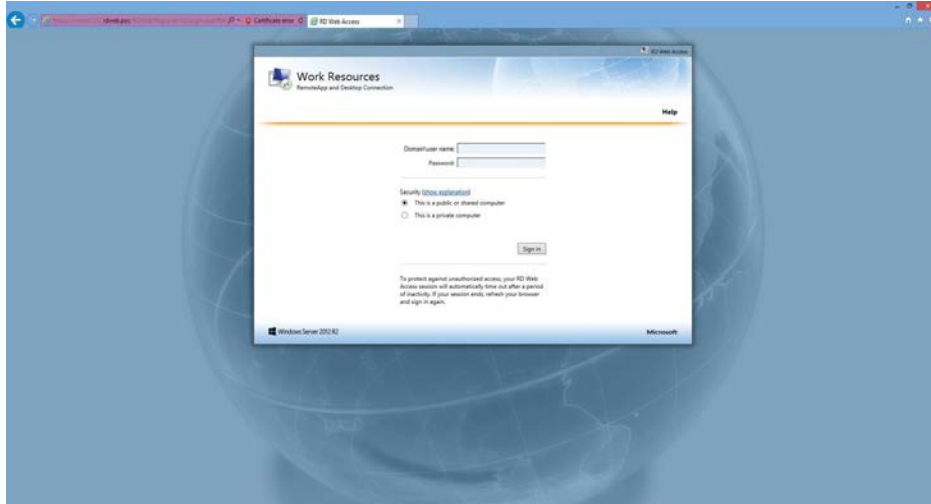 Certificate error
RD Web Access
RD Web Access
Work Resources
RemoteApp and Desktop Connection
Help
Domain\user name:
Password:
Security (show explanation)
This is a public or shared computer
This is a private computer
Sign in
To protect against unauthorized access, your RD Web
Access session will automatically time out after a period
of inactivity. If your session ends, refresh your browser
and sign in again.
Windows Server 2012 R2
Microsoft